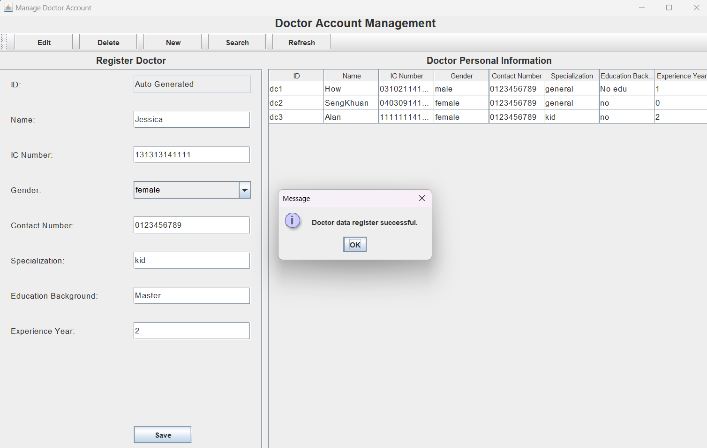 Manage Doctor Account
Doctor Account Management
Edit Delete New Search Refresh
Register Doctor
ID: Auto Generaled
Name: Jessica
IC Number: 131313141111
Gender: female
Contact Number: 0123456789
Specialization: kid
Education Background: Master
Experience Year: 2
Save
Doctor Personal Information
ID Name IC Number Gender Contact Number Specialization Education Back... Experience Year
dc1 How 031021141... male 0123456789 general No edu 1
dc2 SengKhuan 040309141... female 0123456789 general no 0
dc3 Alan 111111141... female 0123456789 kid no 2
Message
Doctor data register successful.
OK